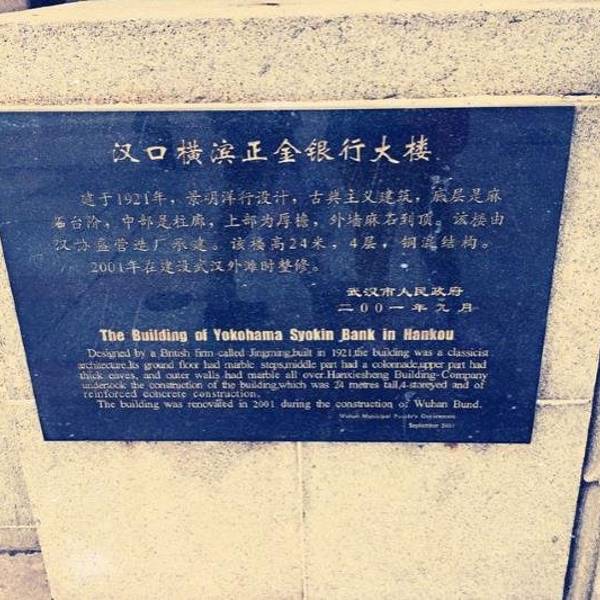 汉口横滨正金银行大楼
建于1921年，景明洋行设计，古典主义建筑，底层是麻
石台阶，中部是柱廊，上部为厚檐，外墙麻石到顶。该楼由
汉协盛营造厂承建。该楼高24米，4层，钢混结构。
2001年在建设武汉外滩时整修。
武汉市人民政府
二〇〇一年九月
The Building of Yokohama Syokin Bank in Hankou
Designed by a British firm called Jingming,built in 1921,the building was a classicist
architecture.Its ground floor had marble steps,middle part had a colonnade,upper part had
thick eaves, and outer walls had marble all over.Hanxiesheng Building-Company
undertook the construction of the building,which was 24 metres tall,4-storeyed and of
reinforced concrete construction.
The building was renovated in 2001 during the construction of Wuhan Bund.
Wuhan Municipal People's Government
September 2001